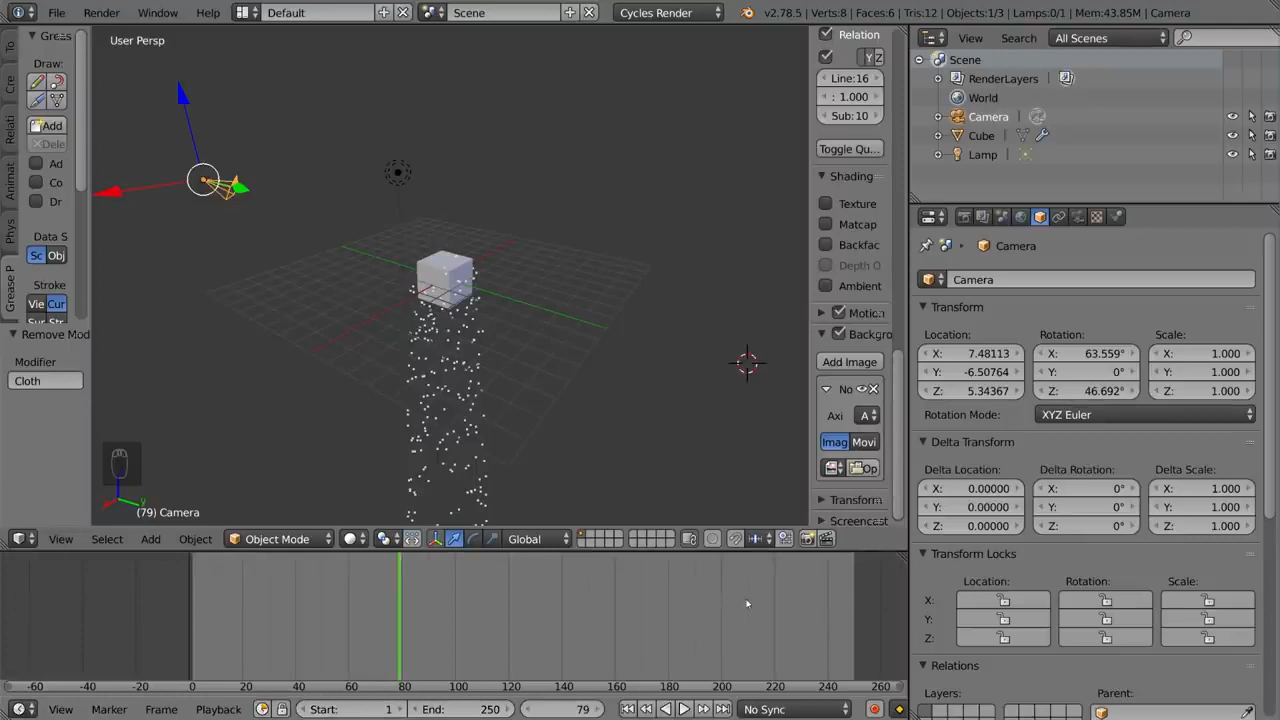 File Render Window Help Default Scene Cycles Render v2.78.5 | Verts:8 | Faces:6 | Tris:12 | Objects:1/3 | Lamps:0/1 | Mem:43.85M | Camera
User Persp
Greas
Draw:
Add
Dele
Ad
Co
Dr
Data S
Sc Obj
Stroke
Vie Cur
Remove Mod
Modifier
Cloth
To
Cre
Relati
Animat
Phys
Grease P
(79) Camera
Relation
Y Z
Line:16
: 1.000
Sub:10
Toggle Qu...
Shading
Texture
Matcap
Backfac
Depth O
Ambient
Motion
Backgro
Add Image
No
Axi A
Imag Movi
Op
Transform
Screencast
View Select Add Object Object Mode Global
-60 -40 -20 0 20 40 60 80 100 120 140 160 180 200 220 240 260
View Marker Frame Playback Start: 1 End: 250 79 No Sync
View Search All Scenes
Scene
RenderLayers
World
Camera
Cube
Lamp
Camera
Camera
Transform
Location: Rotation: Scale:
X: 7.48113 X: 63.559° X: 1.000
Y: -6.50764 Y: 0° Y: 1.000
Z: 5.34367 Z: 46.692° Z: 1.000
Rotation Mode: XYZ Euler
Delta Transform
Delta Location: Delta Rotation: Delta Scale:
X: 0.00000 X: 0° X: 1.000
Y: 0.00000 Y: 0° Y: 1.000
Z: 0.00000 Z: 0° Z: 1.000
Transform Locks
Location: Rotation: Scale:
X:
Y:
Z:
Relations
Layers: Parent: